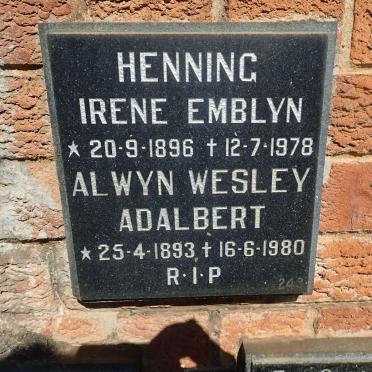 HENNING
IRENE EMBLYN
★ 20-9-1896 † 12-7-1978
ALWYN WESLEY
ADALBERT
★ 25-4-1893 † 16-6-1980
R·I·P